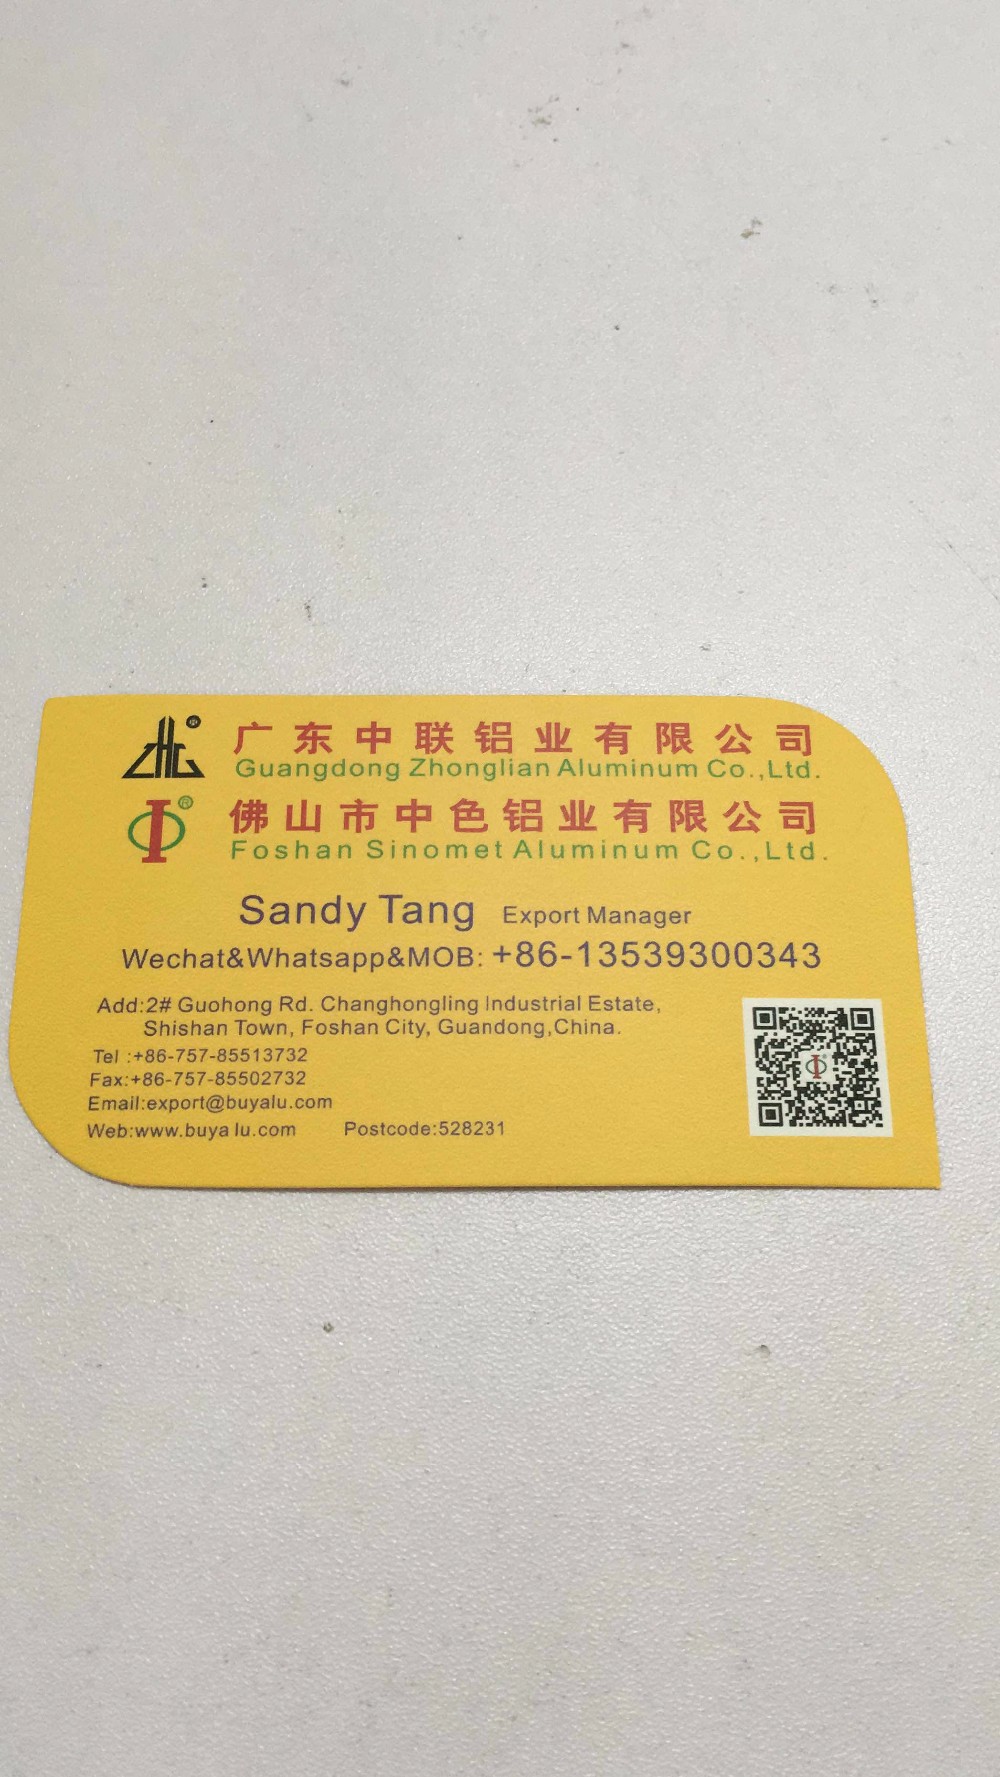 ZHG ®
广东中联铝业有限公司
Guangdong Zhonglian Aluminum Co.,Ltd.
®
佛山市中色铝业有限公司
Foshan Sinomet Aluminum Co.,Ltd.
Sandy Tang Export Manager
Wechat&Whatsapp&MOB: +86-13539300343
Add:2# Guohong Rd. Changhongling Industrial Estate,
Shishan Town, Foshan City, Guandong,China.
Tel :+86-757-85513732
Fax:+86-757-85502732
Email:export@buyalu.com
Web:www.buya lu.com Postcode:528231